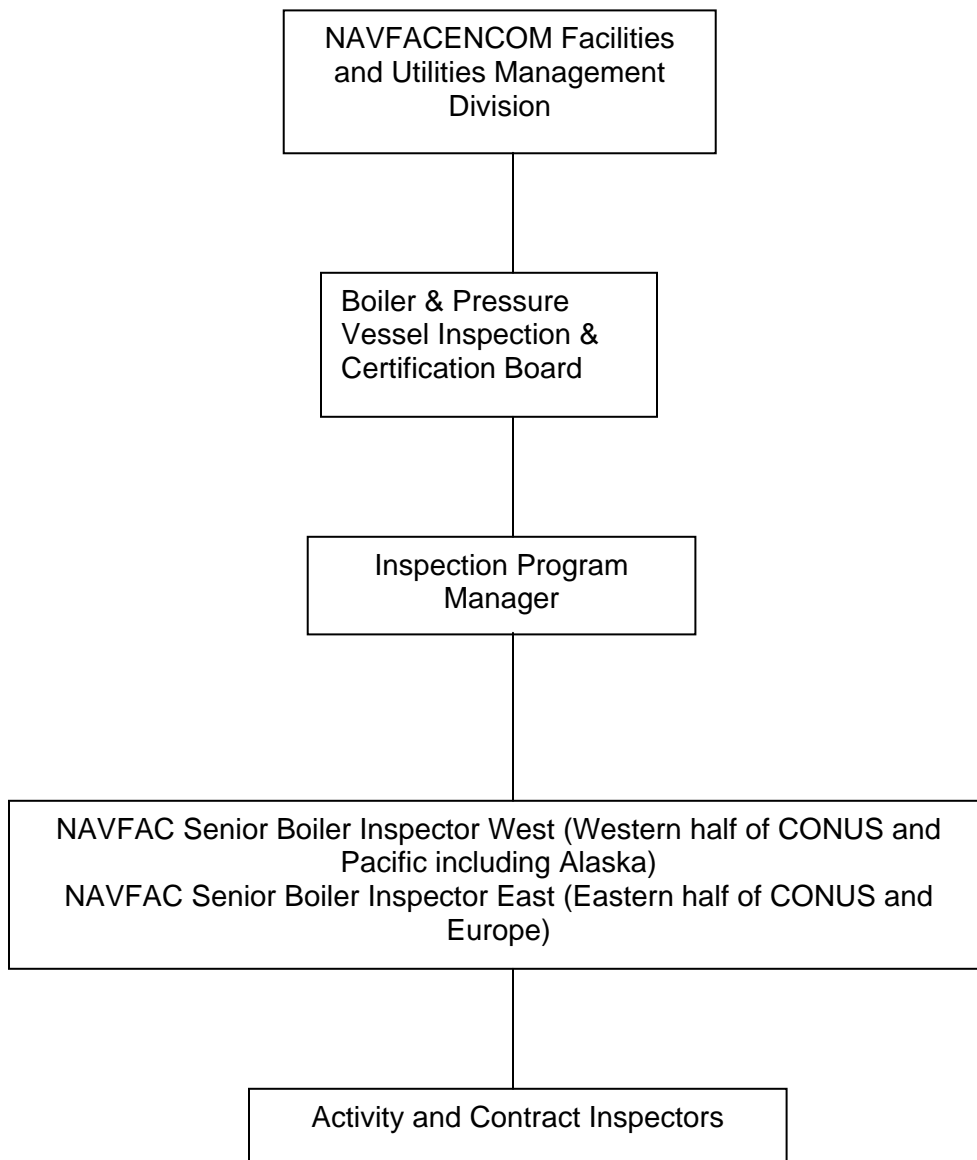 NAVFACENCOM Facilities
and Utilities Management
Division
Boiler & Pressure
Vessel Inspection &
Certification Board
Inspection Program
Manager
NAVFAC Senior Boiler Inspector West (Western half of CONUS and
Pacific including Alaska)
NAVFAC Senior Boiler Inspector East (Eastern half of CONUS and
Europe)
Activity and Contract Inspectors